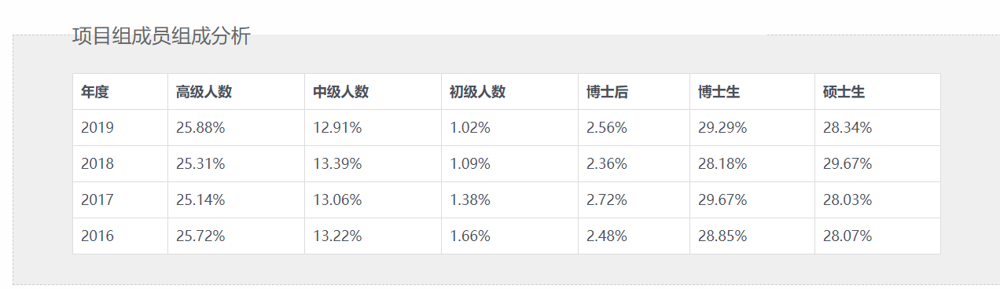 项目组成员组成分析
年度 高级人数 中级人数 初级人数 博士后 博士生 硕士生
2019 25.88% 12.91% 1.02% 2.56% 29.29% 28.34%
2018 25.31% 13.39% 1.09% 2.36% 28.18% 29.67%
2017 25.14% 13.06% 1.38% 2.72% 29.67% 28.03%
2016 25.72% 13.22% 1.66% 2.48% 28.85% 28.07%